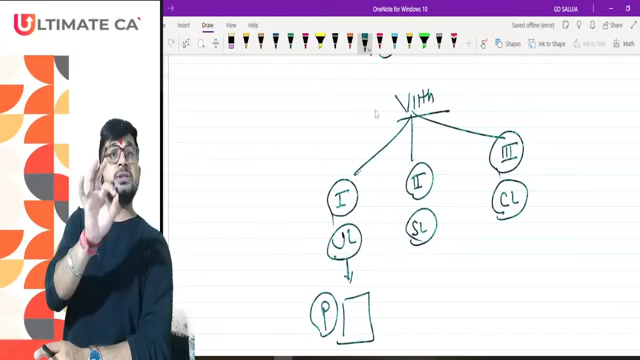 ULTIMATE CA
OneNote for Windows 10
GD SALUJA
Insert
Draw
View
Saved offline (error)
Share
Shapes
Ink to Shape
Ink to Text
Math
VIIth
I
II
III
UL
SL
CL
P